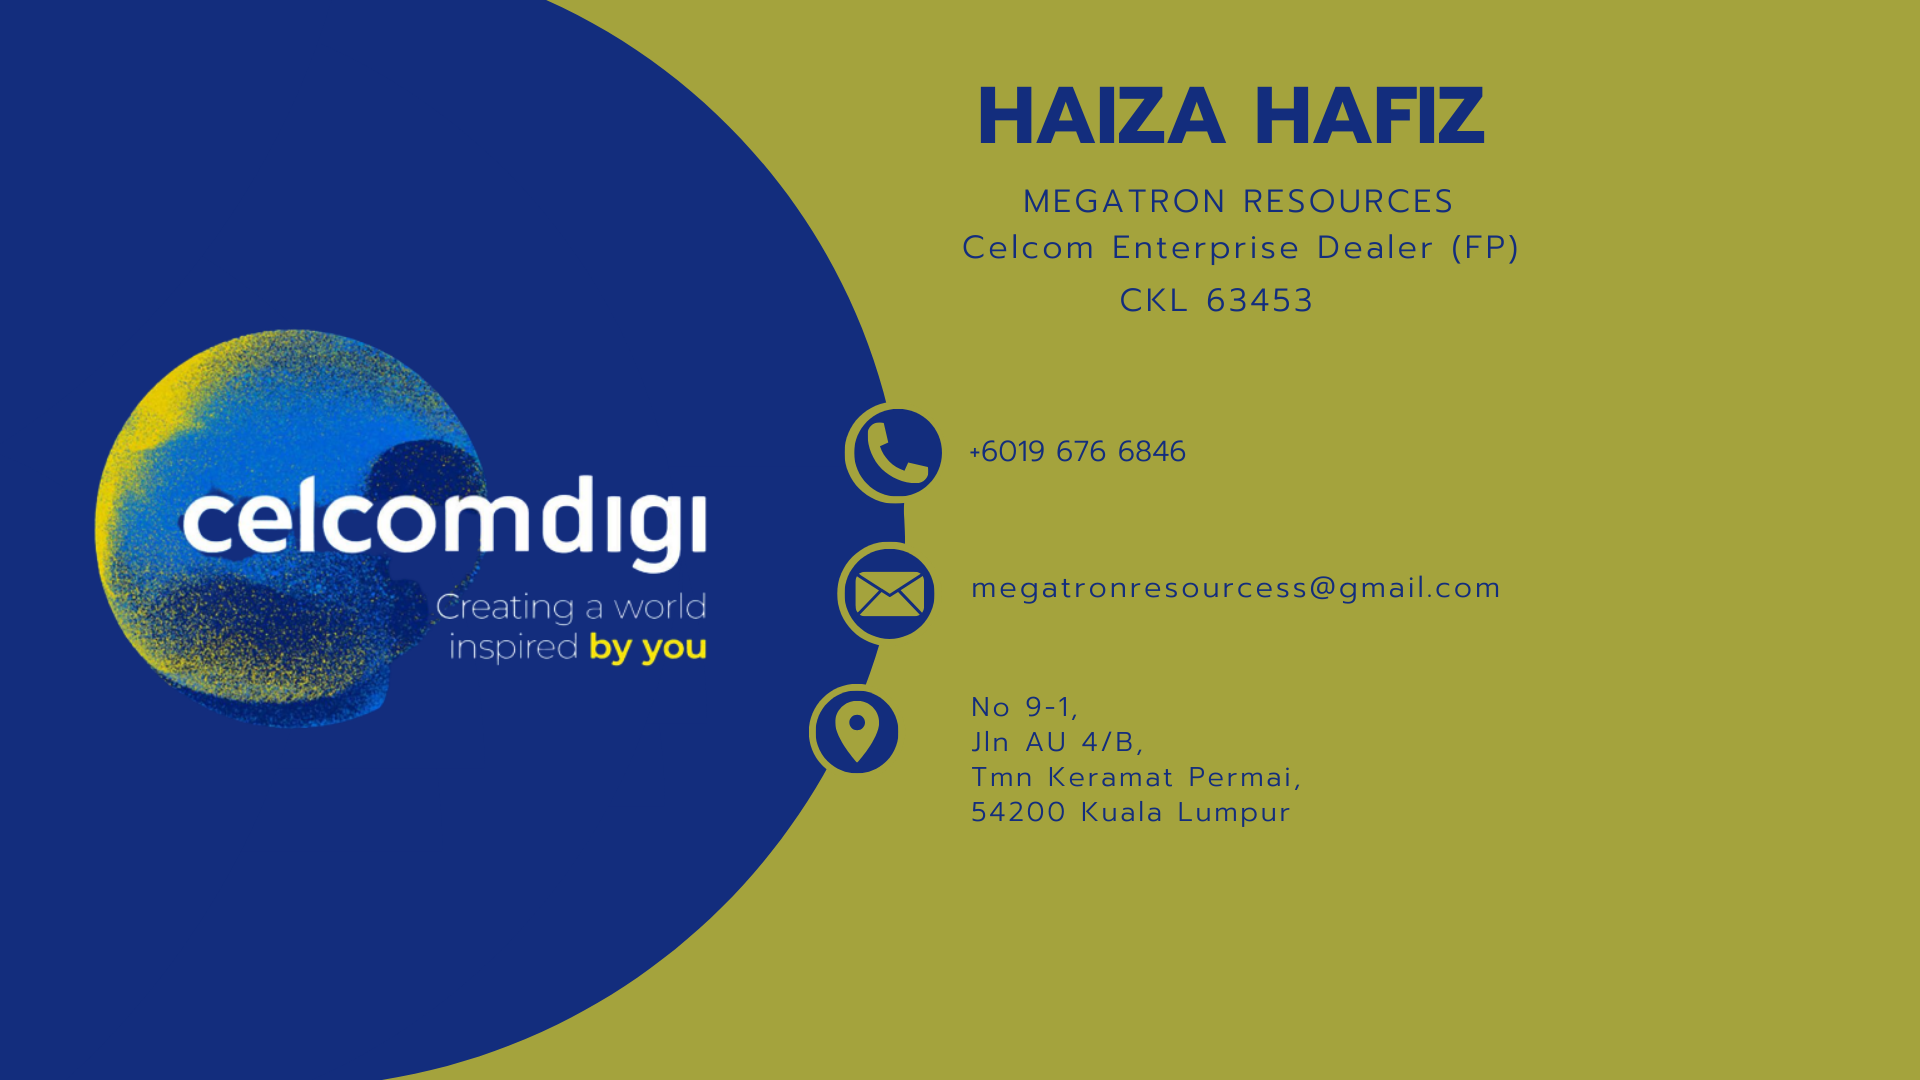 celcomdigi
Creating a world
inspired by you
HAIZA HAFIZ
MEGATRON RESOURCES
Celcom Enterprise Dealer (FP)
CKL 63453
+6019 676 6846
megatronresourcess@gmail.com
No 9-1,
Jln AU 4/B,
Tmn Keramat Permai,
54200 Kuala Lumpur